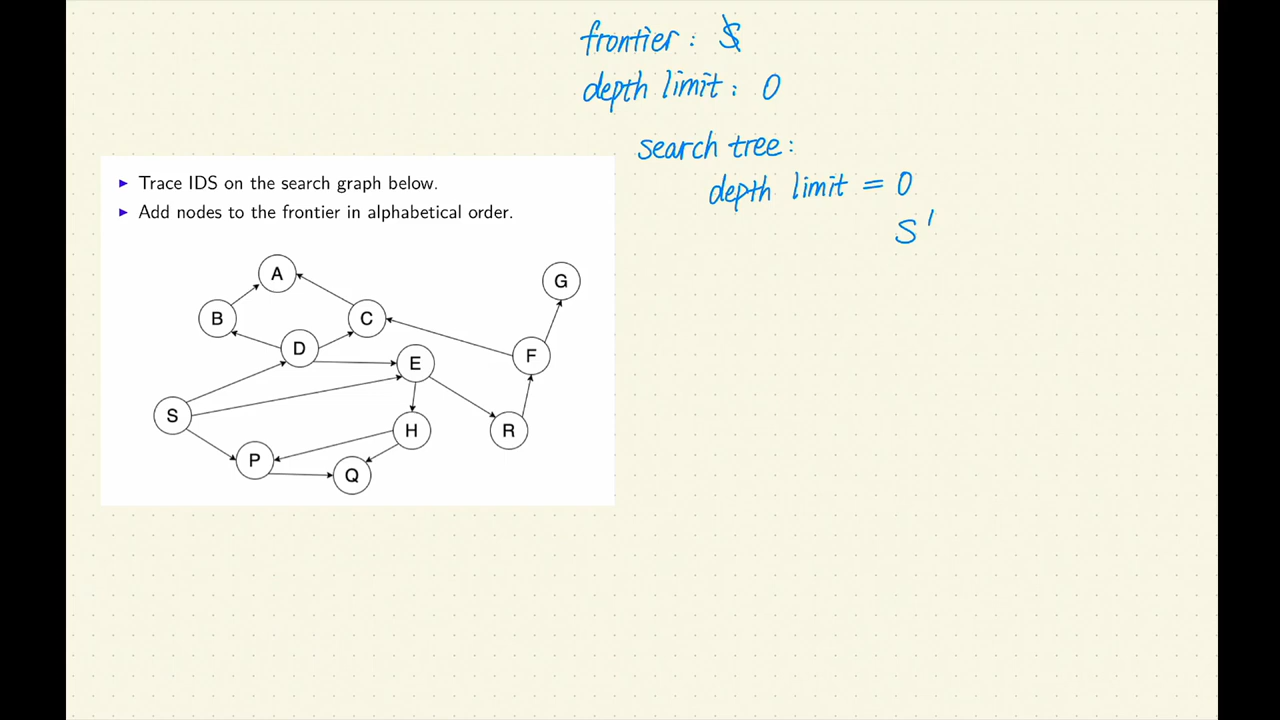 frontier: S
depth limit: 0
search tree:
depth limit = 0
S'
▶ Trace IDS on the search graph below.
▶ Add nodes to the frontier in alphabetical order.
A
G
B
C
D
E
F
S
H
R
P
Q